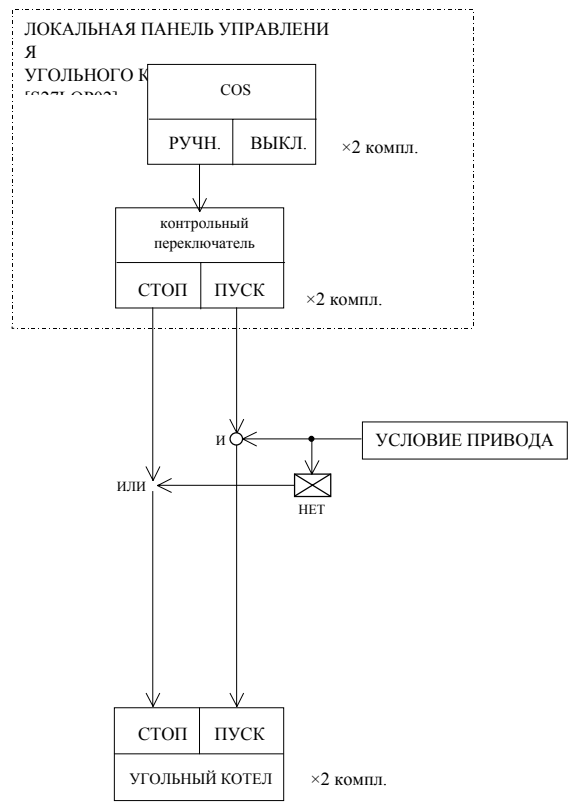 ЛОКАЛЬНАЯ ПАНЕЛЬ УПРАВЛЕНИ
Я
УГОЛЬНОГО К
COS
РУЧН. ВЫКЛ.
×2 компл.
контрольный
переключатель
СТОП ПУСК
×2 компл.
И
УСЛОВИЕ ПРИВОДА
ИЛИ
НЕТ
СТОП ПУСК
УГОЛЬНЫЙ КОТЕЛ
×2 компл.